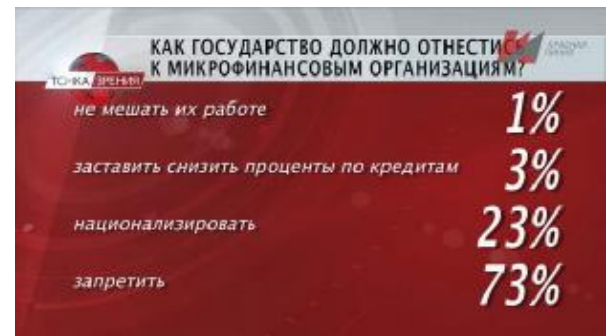 КАК ГОСУДАРСТВО ДОЛЖНО ОТНЕСТИСЬ
К МИКРОФИНАНСОВЫМ ОРГАНИЗАЦИЯМ?
ТОЧКА ЗРЕНИЯ
не мешать их работе 1%
заставить снизить проценты по кредитам 3%
национализировать 23%
запретить 73%